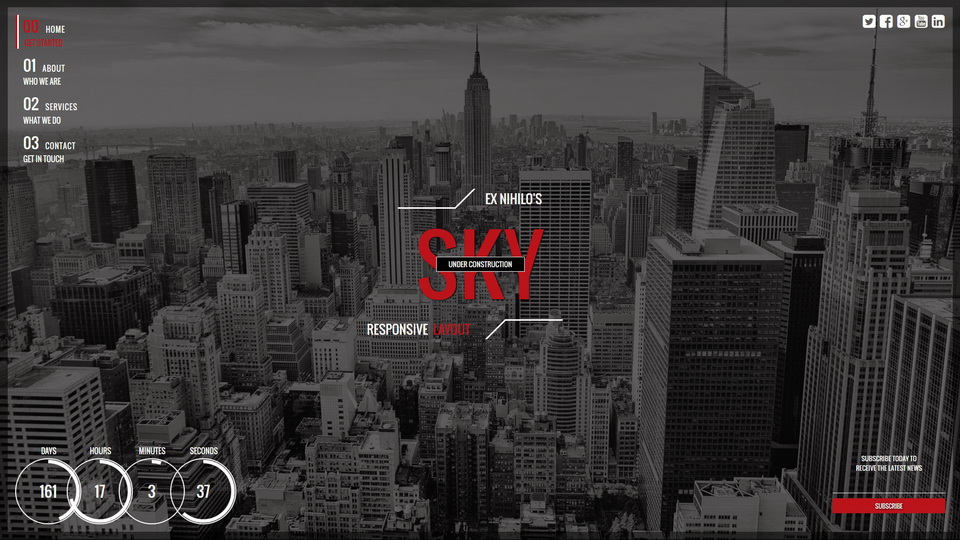 00 HOME
GET STARTED
01 ABOUT
WHO WE ARE
02 SERVICES
WHAT WE DO
03 CONTACT
GET IN TOUCH
EX NIHILO'S
SKY
UNDER CONSTRUCTION
RESPONSIVE LAYOUT
DAYS HOURS MINUTES SECONDS
161 17 3 37
SUBSCRIBE TODAY TO
RECEIVE THE LATEST NEWS
SUBSCRIBE